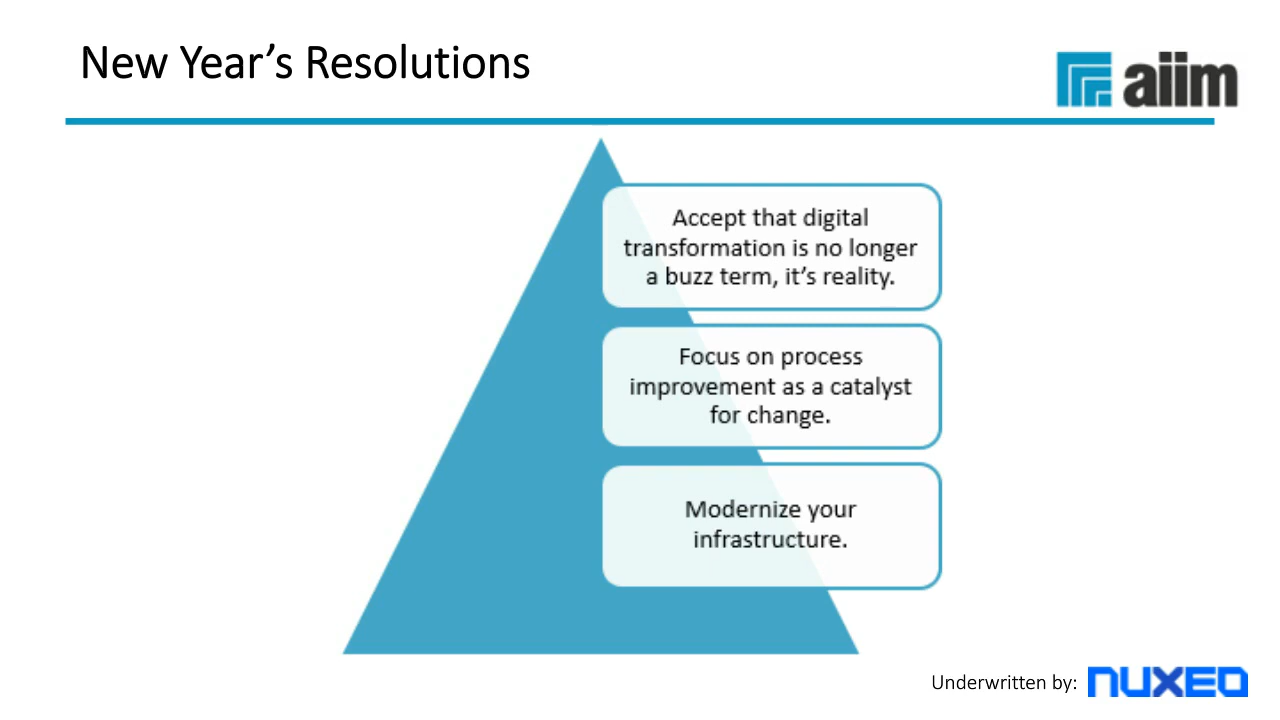 New Year’s Resolutions
aiim
Accept that digital
transformation is no longer
a buzz term, it’s reality.
Focus on process
improvement as a catalyst
for change.
Modernize your
infrastructure.
Underwritten by: nuxeo